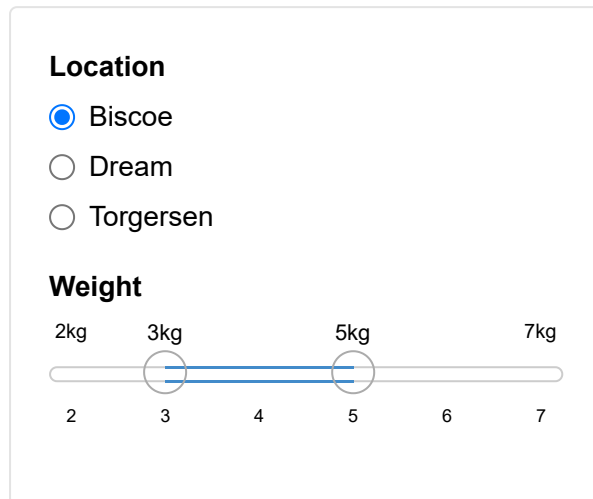 Location
Biscoe
Dream
Torgersen
Weight
2kg 3kg 5kg 7kg
2 3 4 5 6 7